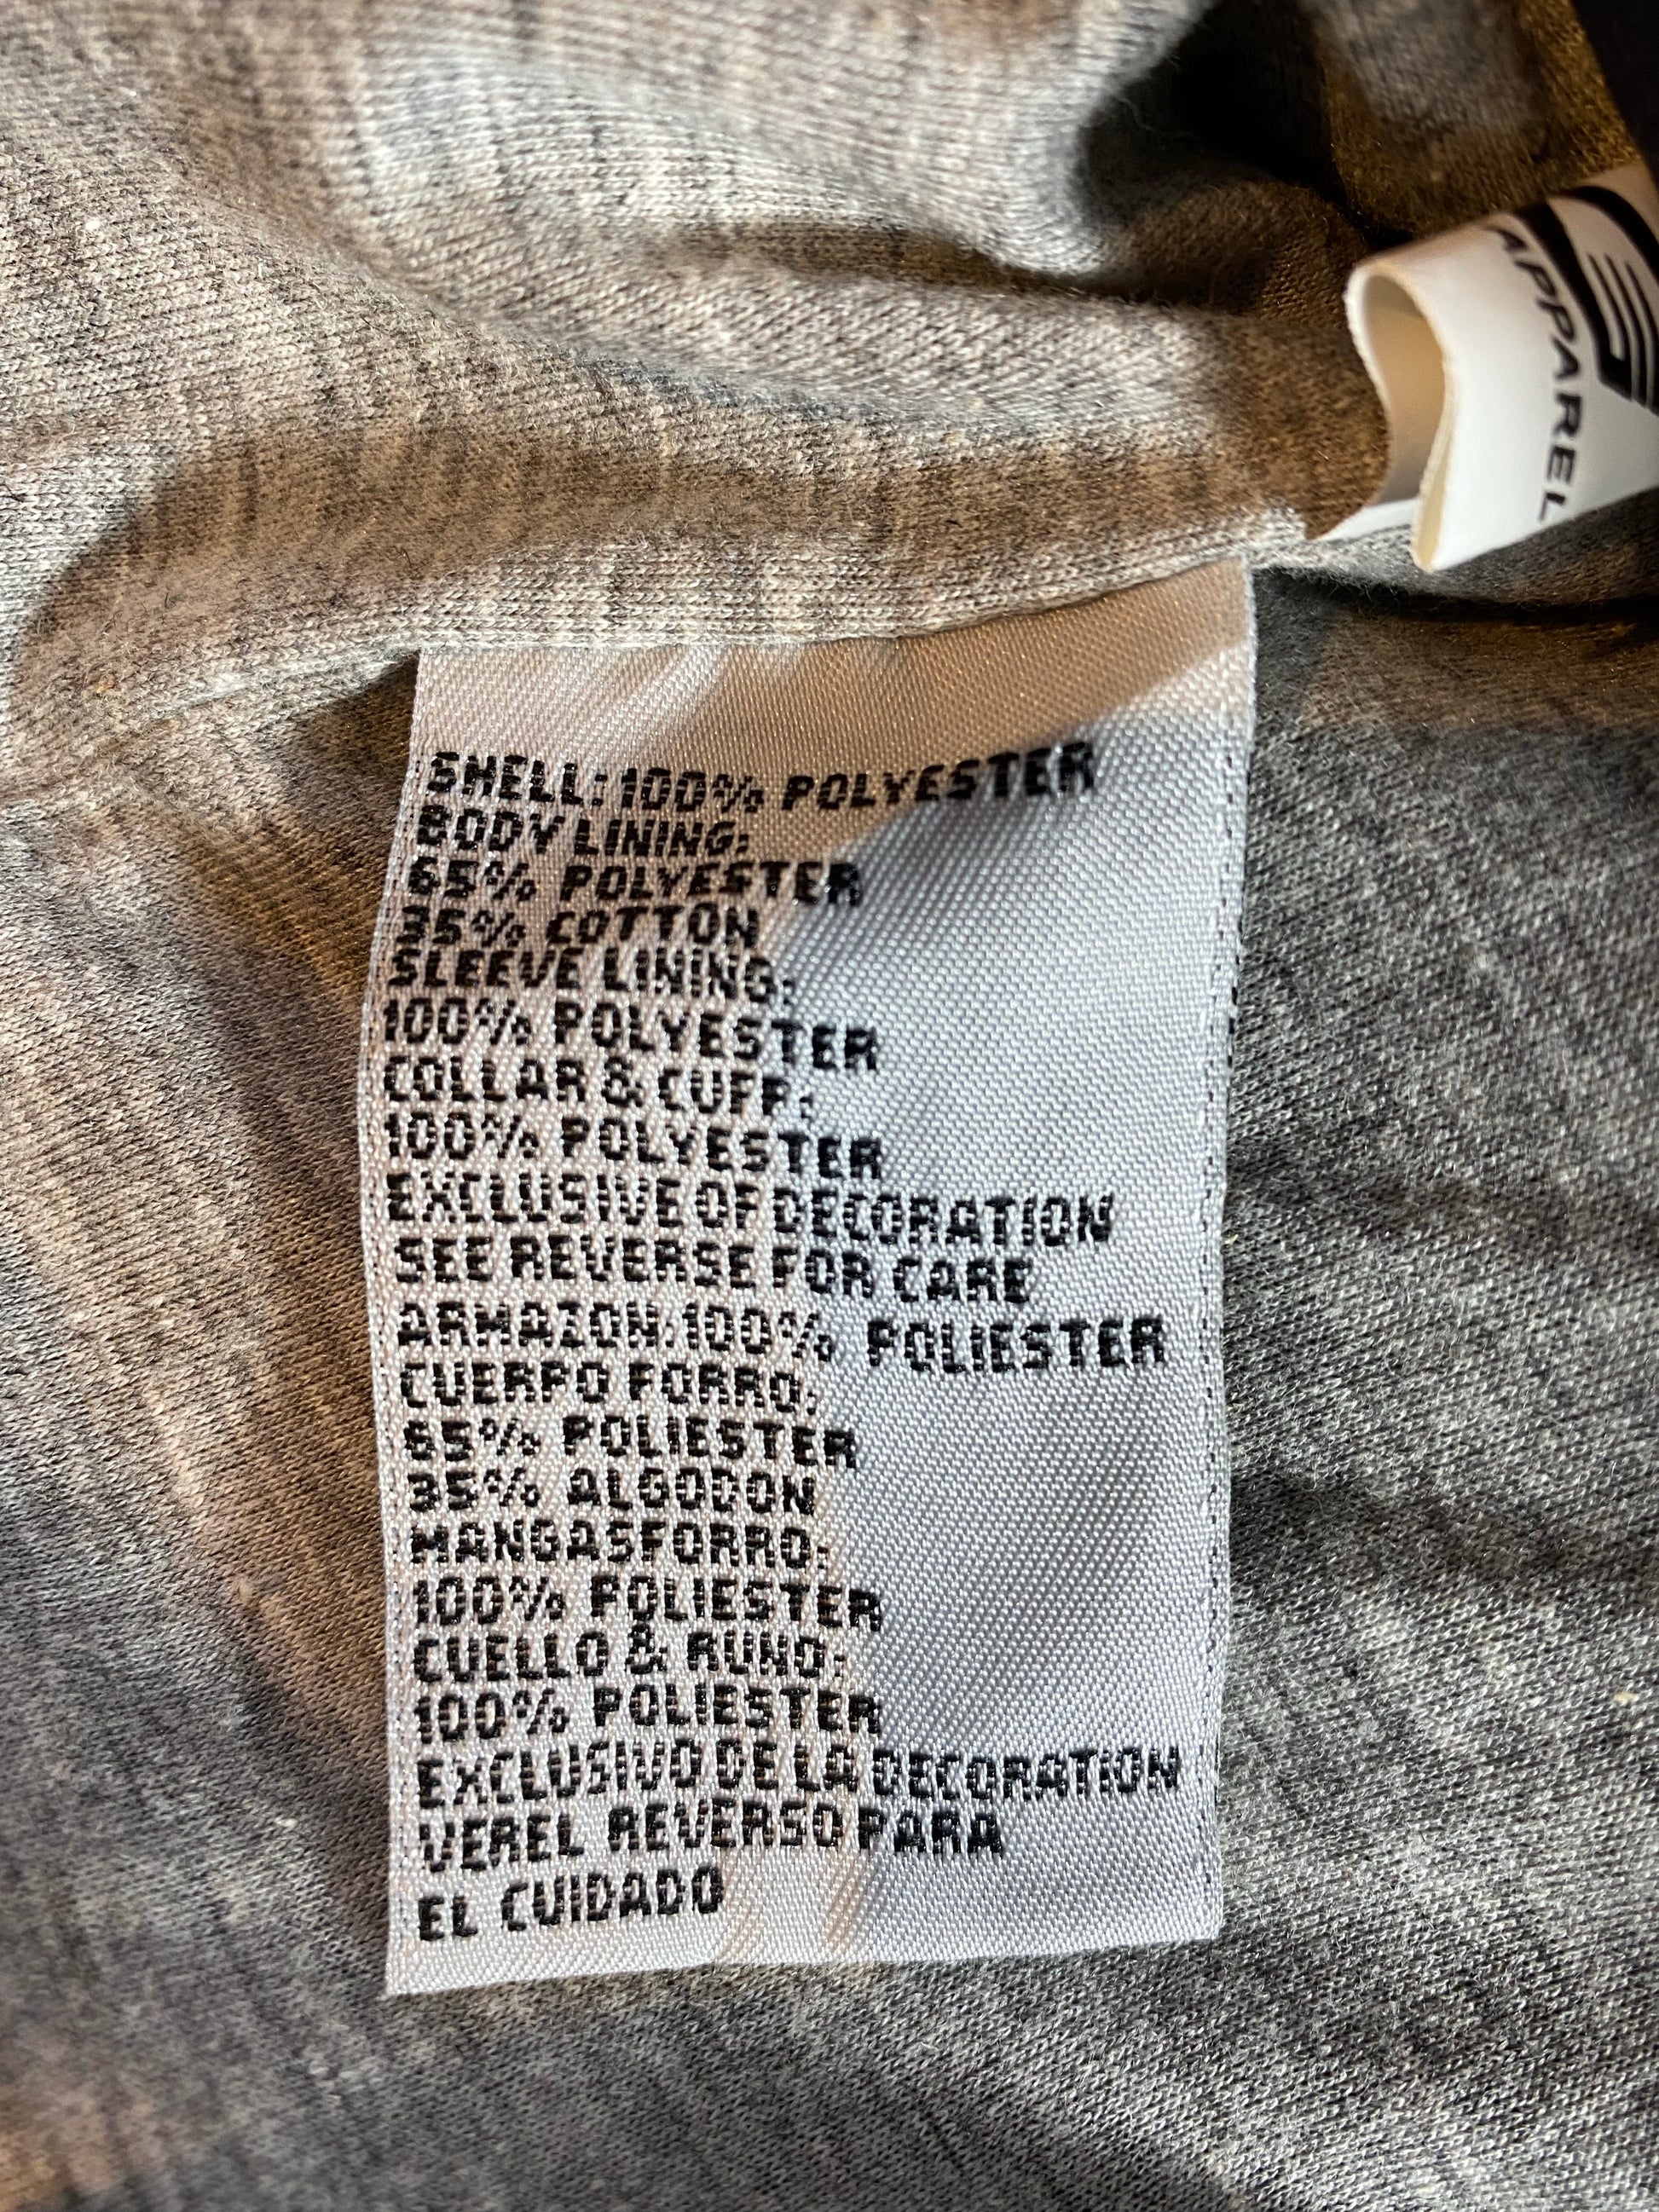 APPAREL
SHELL: 100% POLYESTER
BODY LINING:
65% POLYESTER
35% COTTON
SLEEVE LINING:
100% POLYESTER
COLLAR & CUFF:
100% POLYESTER
EXCLUSIVE OF DECORATION
SEE REVERSE FOR CARE
ARMAZON:100% POLIESTER
CUERPO FORRO:
65% POLIESTER
35% ALGODON
MANGASFORRO:
100% POLIESTER
CUELLO & RUNO:
100% POLIESTER
EXCLUSIVO DE LA DECORATION
VEREL REVERSO PARA
EL CUIDADO